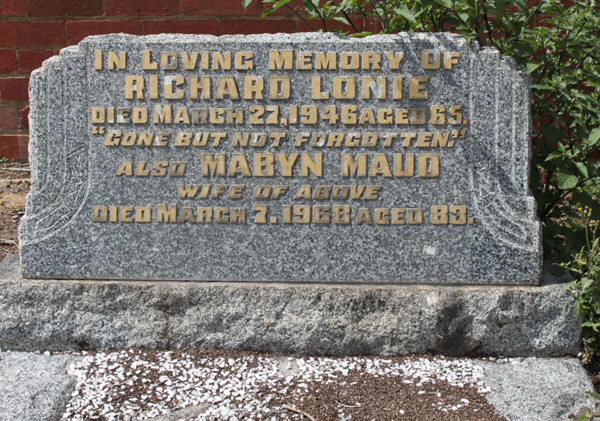 In Loving Memory Of
RICHARD LONIE
DIED MARCH 27, 1946 AGED 65.
"GONE BUT NOT FORGOTTEN."
ALSO MABYN MAUD
WIFE OF ABOVE
DIED MARCH 7. 1968 AGED 83.